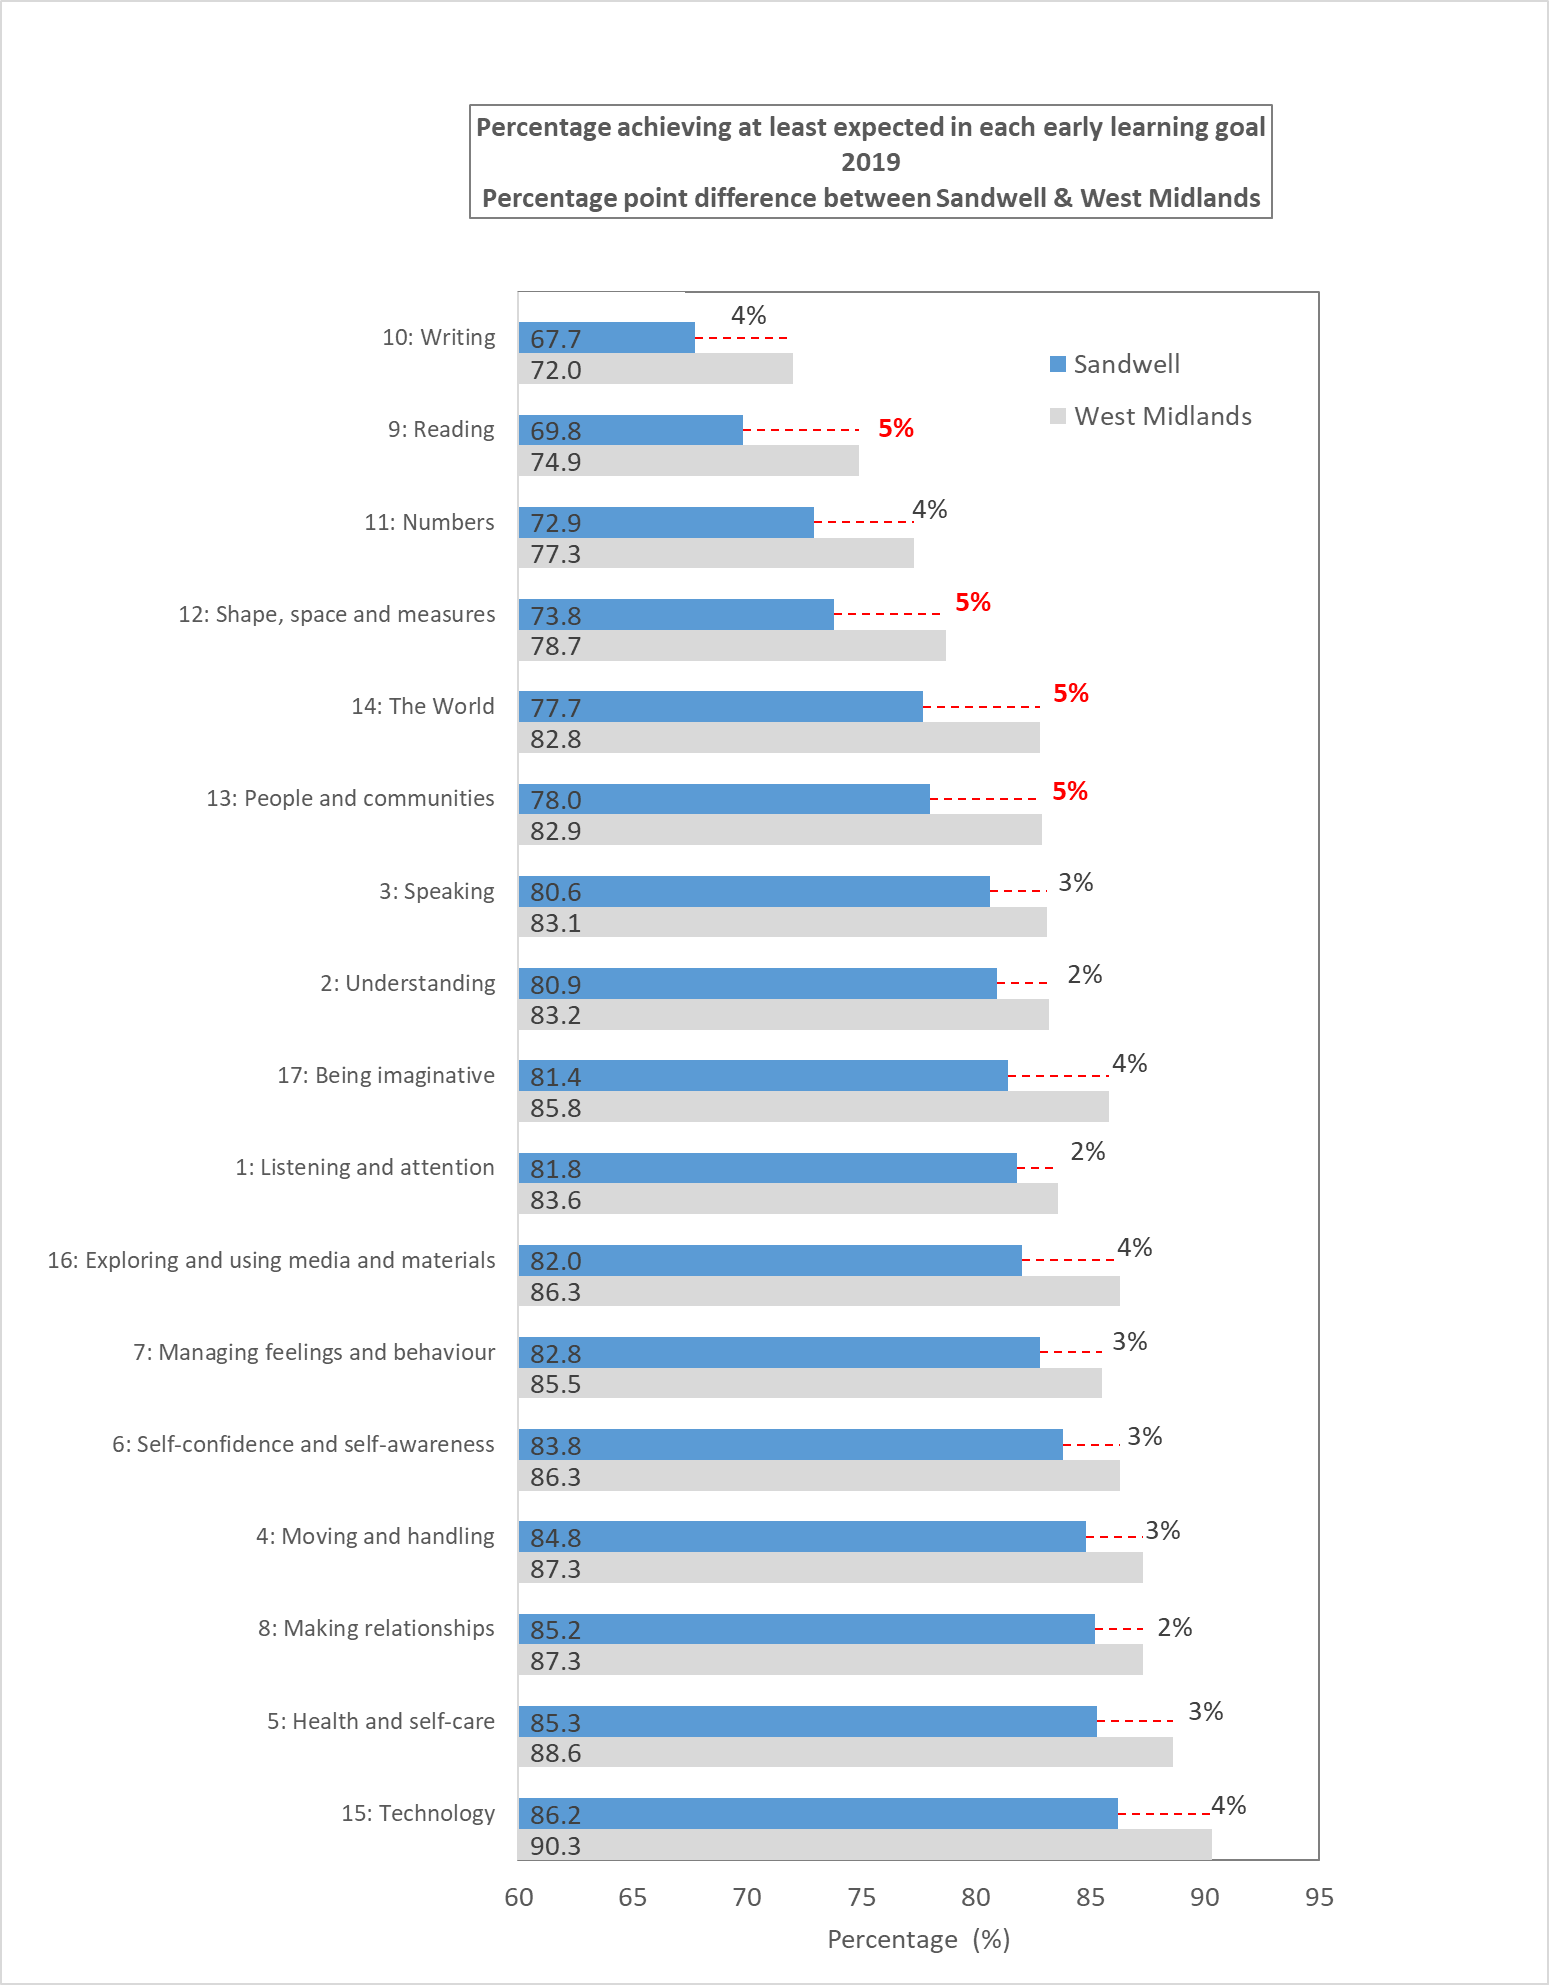 Percentage achieving at least expected in each early learning goal
2019
Percentage point difference between Sandwell & West Midlands
Sandwell
West Midlands
10: Writing
67.7
4%
72.0
9: Reading
69.8
5%
74.9
11: Numbers
72.9
4%
77.3
12: Shape, space and measures
73.8
5%
78.7
14: The World
77.7
5%
82.8
13: People and communities
78.0
5%
82.9
3: Speaking
80.6
3%
83.1
2: Understanding
80.9
2%
83.2
17: Being imaginative
81.4
4%
85.8
1: Listening and attention
81.8
2%
83.6
16: Exploring and using media and materials
82.0
4%
86.3
7: Managing feelings and behaviour
82.8
3%
85.5
6: Self-confidence and self-awareness
83.8
3%
86.3
4: Moving and handling
84.8
3%
87.3
8: Making relationships
85.2
2%
87.3
5: Health and self-care
85.3
3%
88.6
15: Technology
86.2
4%
90.3
60 65 70 75 80 85 90 95
Percentage (%)